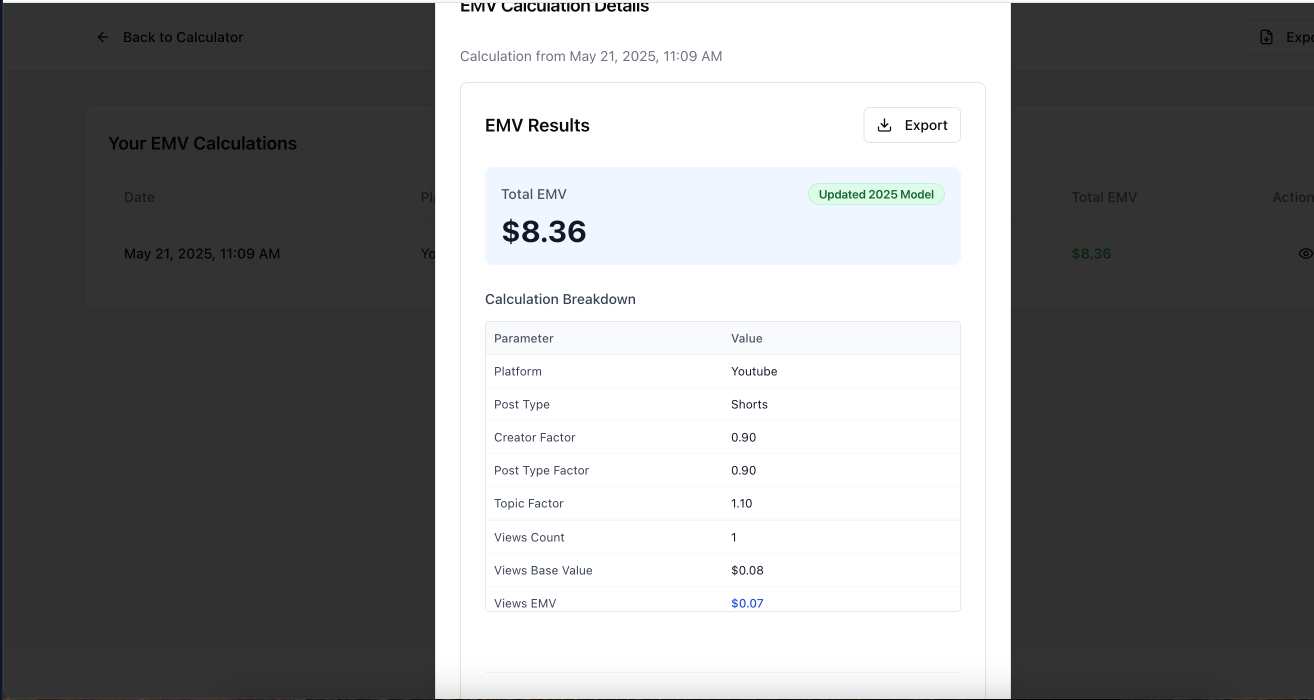 EMV Calculation Details
Back to Calculator
Calculation from May 21, 2025, 11:09 AM
EMV Results
Export
Your EMV Calculations
Total EMV
Updated 2025 Model
$8.36
Date
Total EMV
Action
May 21, 2025, 11:09 AM
Yo
$8.36
Calculation Breakdown
Parameter Value
Platform Youtube
Post Type Shorts
Creator Factor 0.90
Post Type Factor 0.90
Topic Factor 1.10
Views Count 1
Views Base Value $0.08
Views EMV $0.07